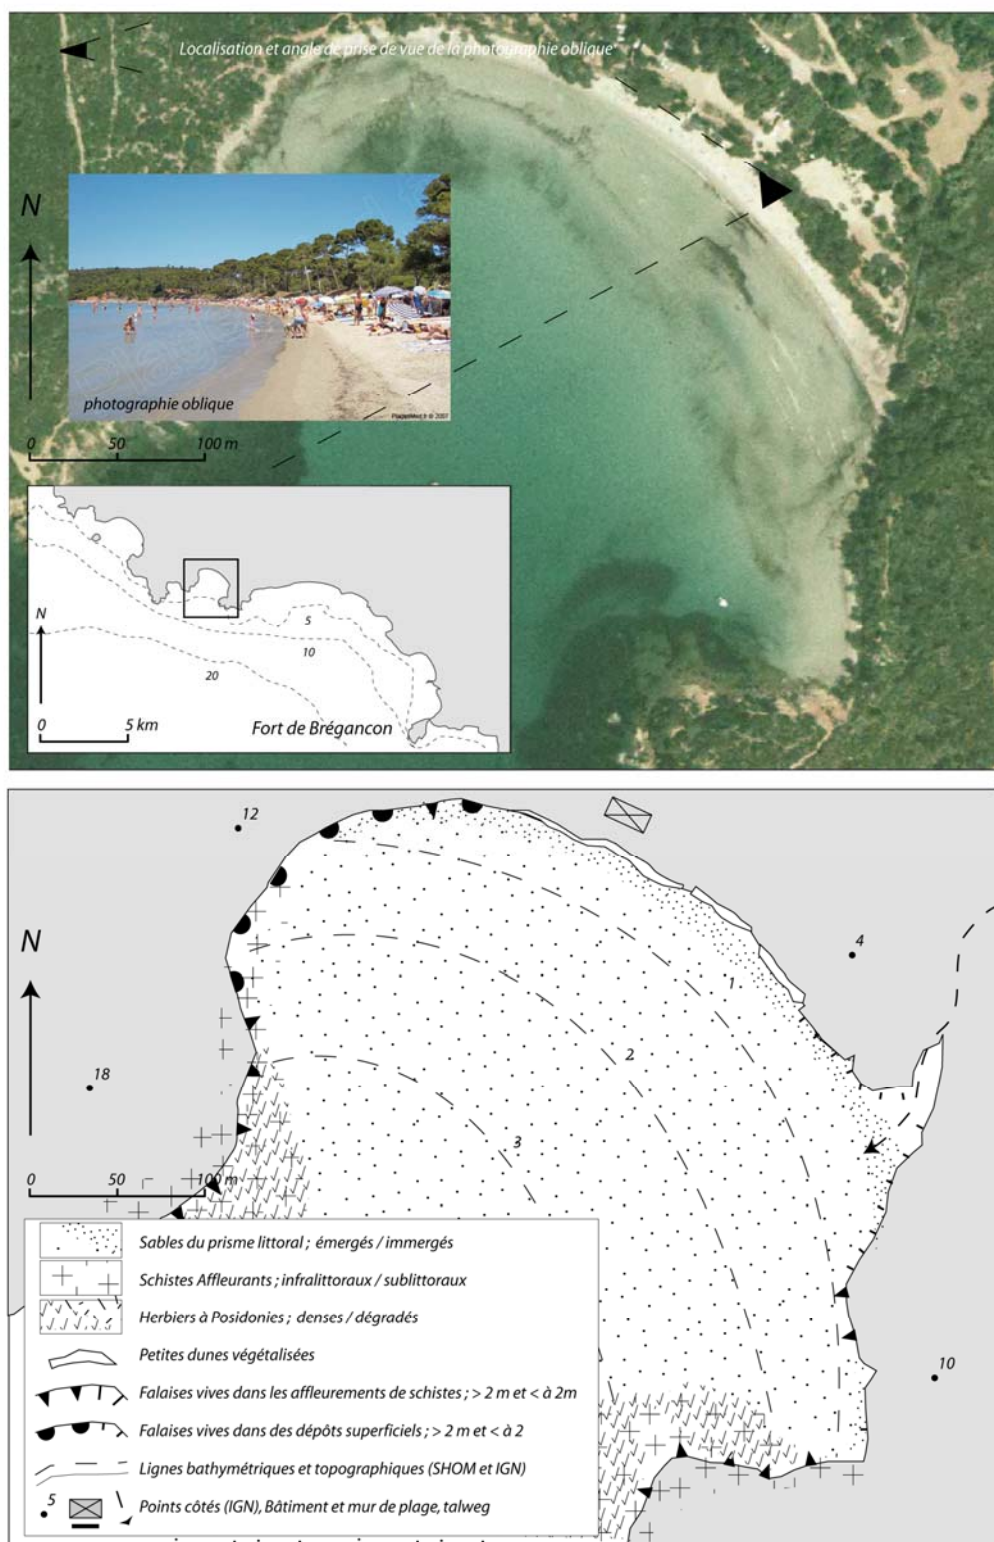 Localisation et angle de prise de vue de la photographie oblique
N
photographie oblique
PlagesMed.fr © 2007
0 50 100 m
N
5
10
20
0 5 km
Fort de Brégancon
12
N
4
1
2
18
3
0 50 100 m
10
Sables du prisme littoral ; émergés / immergés
Schistes Affleurants ; infralittoraux / sublittoraux
Herbiers à Posidonies ; denses / dégradés
Petites dunes végétalisées
Falaises vives dans les affleurements de schistes ; > 2 m et < à 2m
Falaises vives dans des dépôts superficiels ; > 2 m et < à 2
Lignes bathymétriques et topographiques (SHOM et IGN)
5 Points côtés (IGN), Bâtiment et mur de plage, talweg